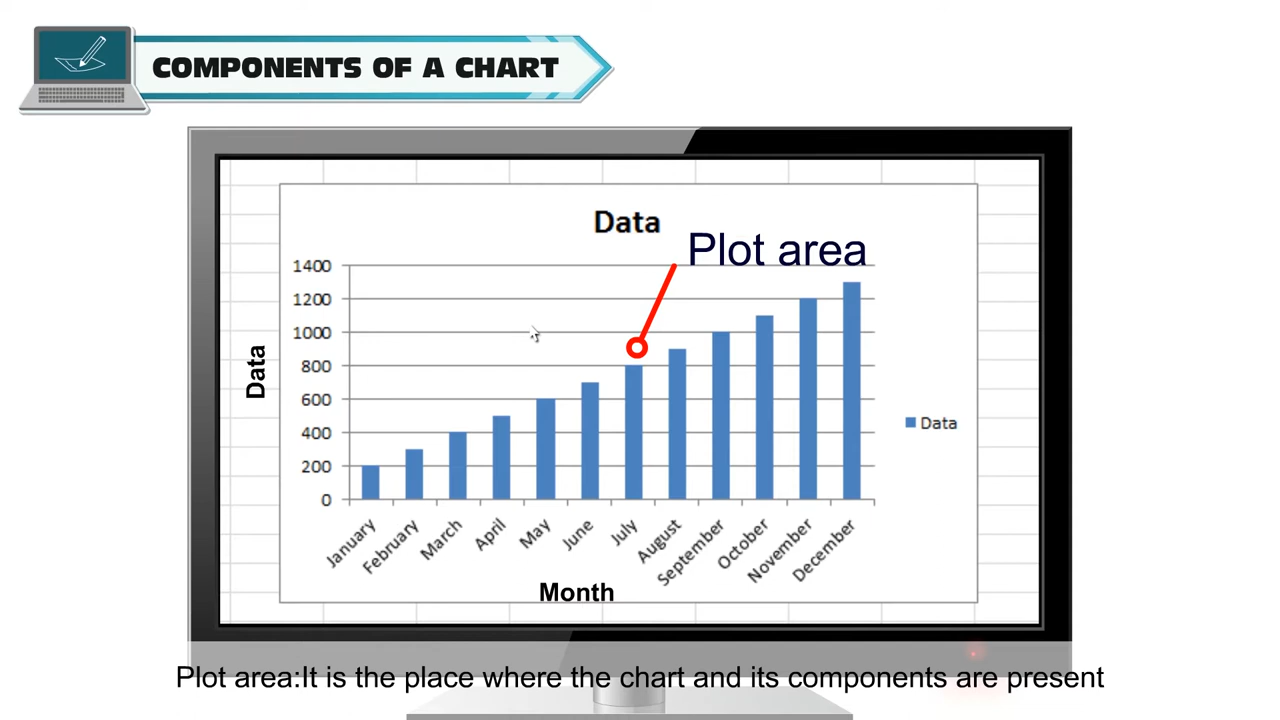 COMPONENTS OF A CHART
Data
Plot area
1400
1200
1000
800
600
400
200
0
Data
Data
January
February
March
April
May
June
July
August
September
October
November
December
Month
Plot area:It is the place where the chart and its components are present